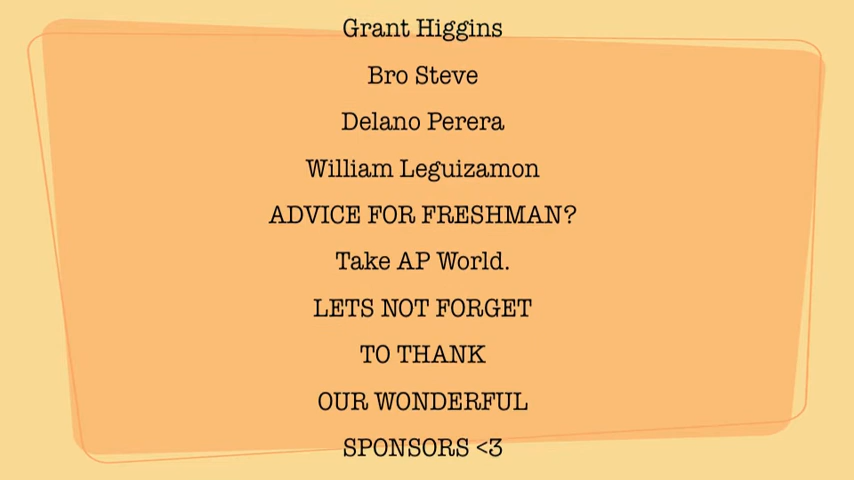 Grant Higgins
Bro Steve
Delano Perera
William Leguizamon
ADVICE FOR FRESHMAN?
Take AP World.
LETS NOT FORGET
TO THANK
OUR WONDERFUL
SPONSORS <3